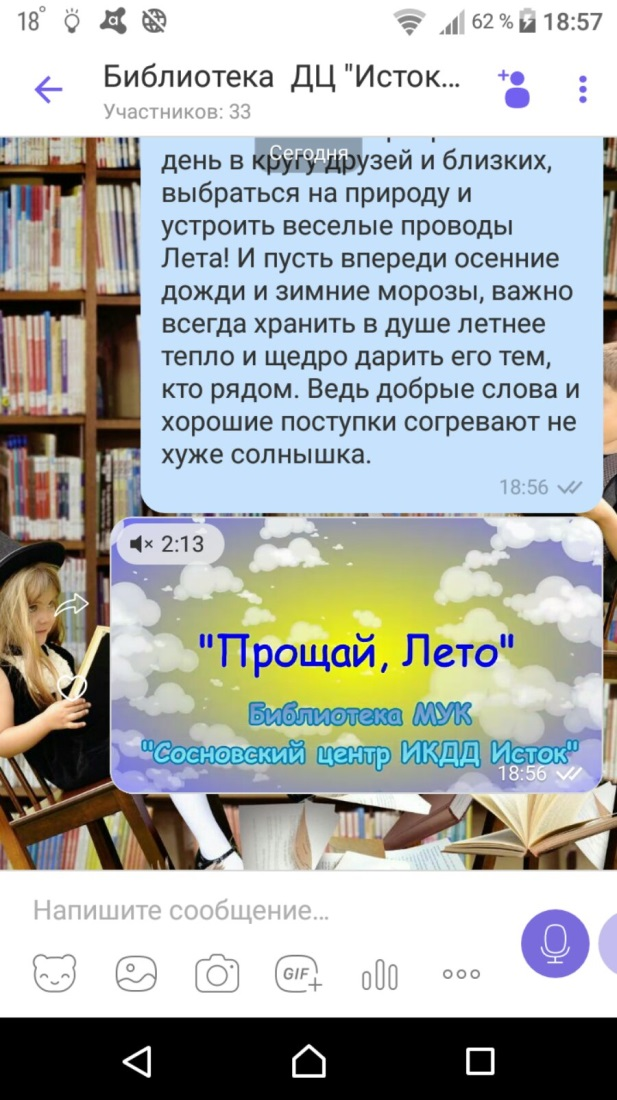 18°
62 %
18:57
Библиотека ДЦ "Исток...
Участников: 33
Сегодня
день в кругу друзей и близких,
выбраться на природу и
устроить веселые проводы
Лета! И пусть впереди осенние
дожди и зимние морозы, важно
всегда хранить в душе летнее
тепло и щедро дарить его тем,
кто рядом. Ведь добрые слова и
хорошие поступки согревают не
хуже солнышка.
18:56
2:13
"Прощай, Лето"
Библиотека МУК
"Сосновский центр ИКДД Исток"
18:56
Напишите сообщение...
GIF